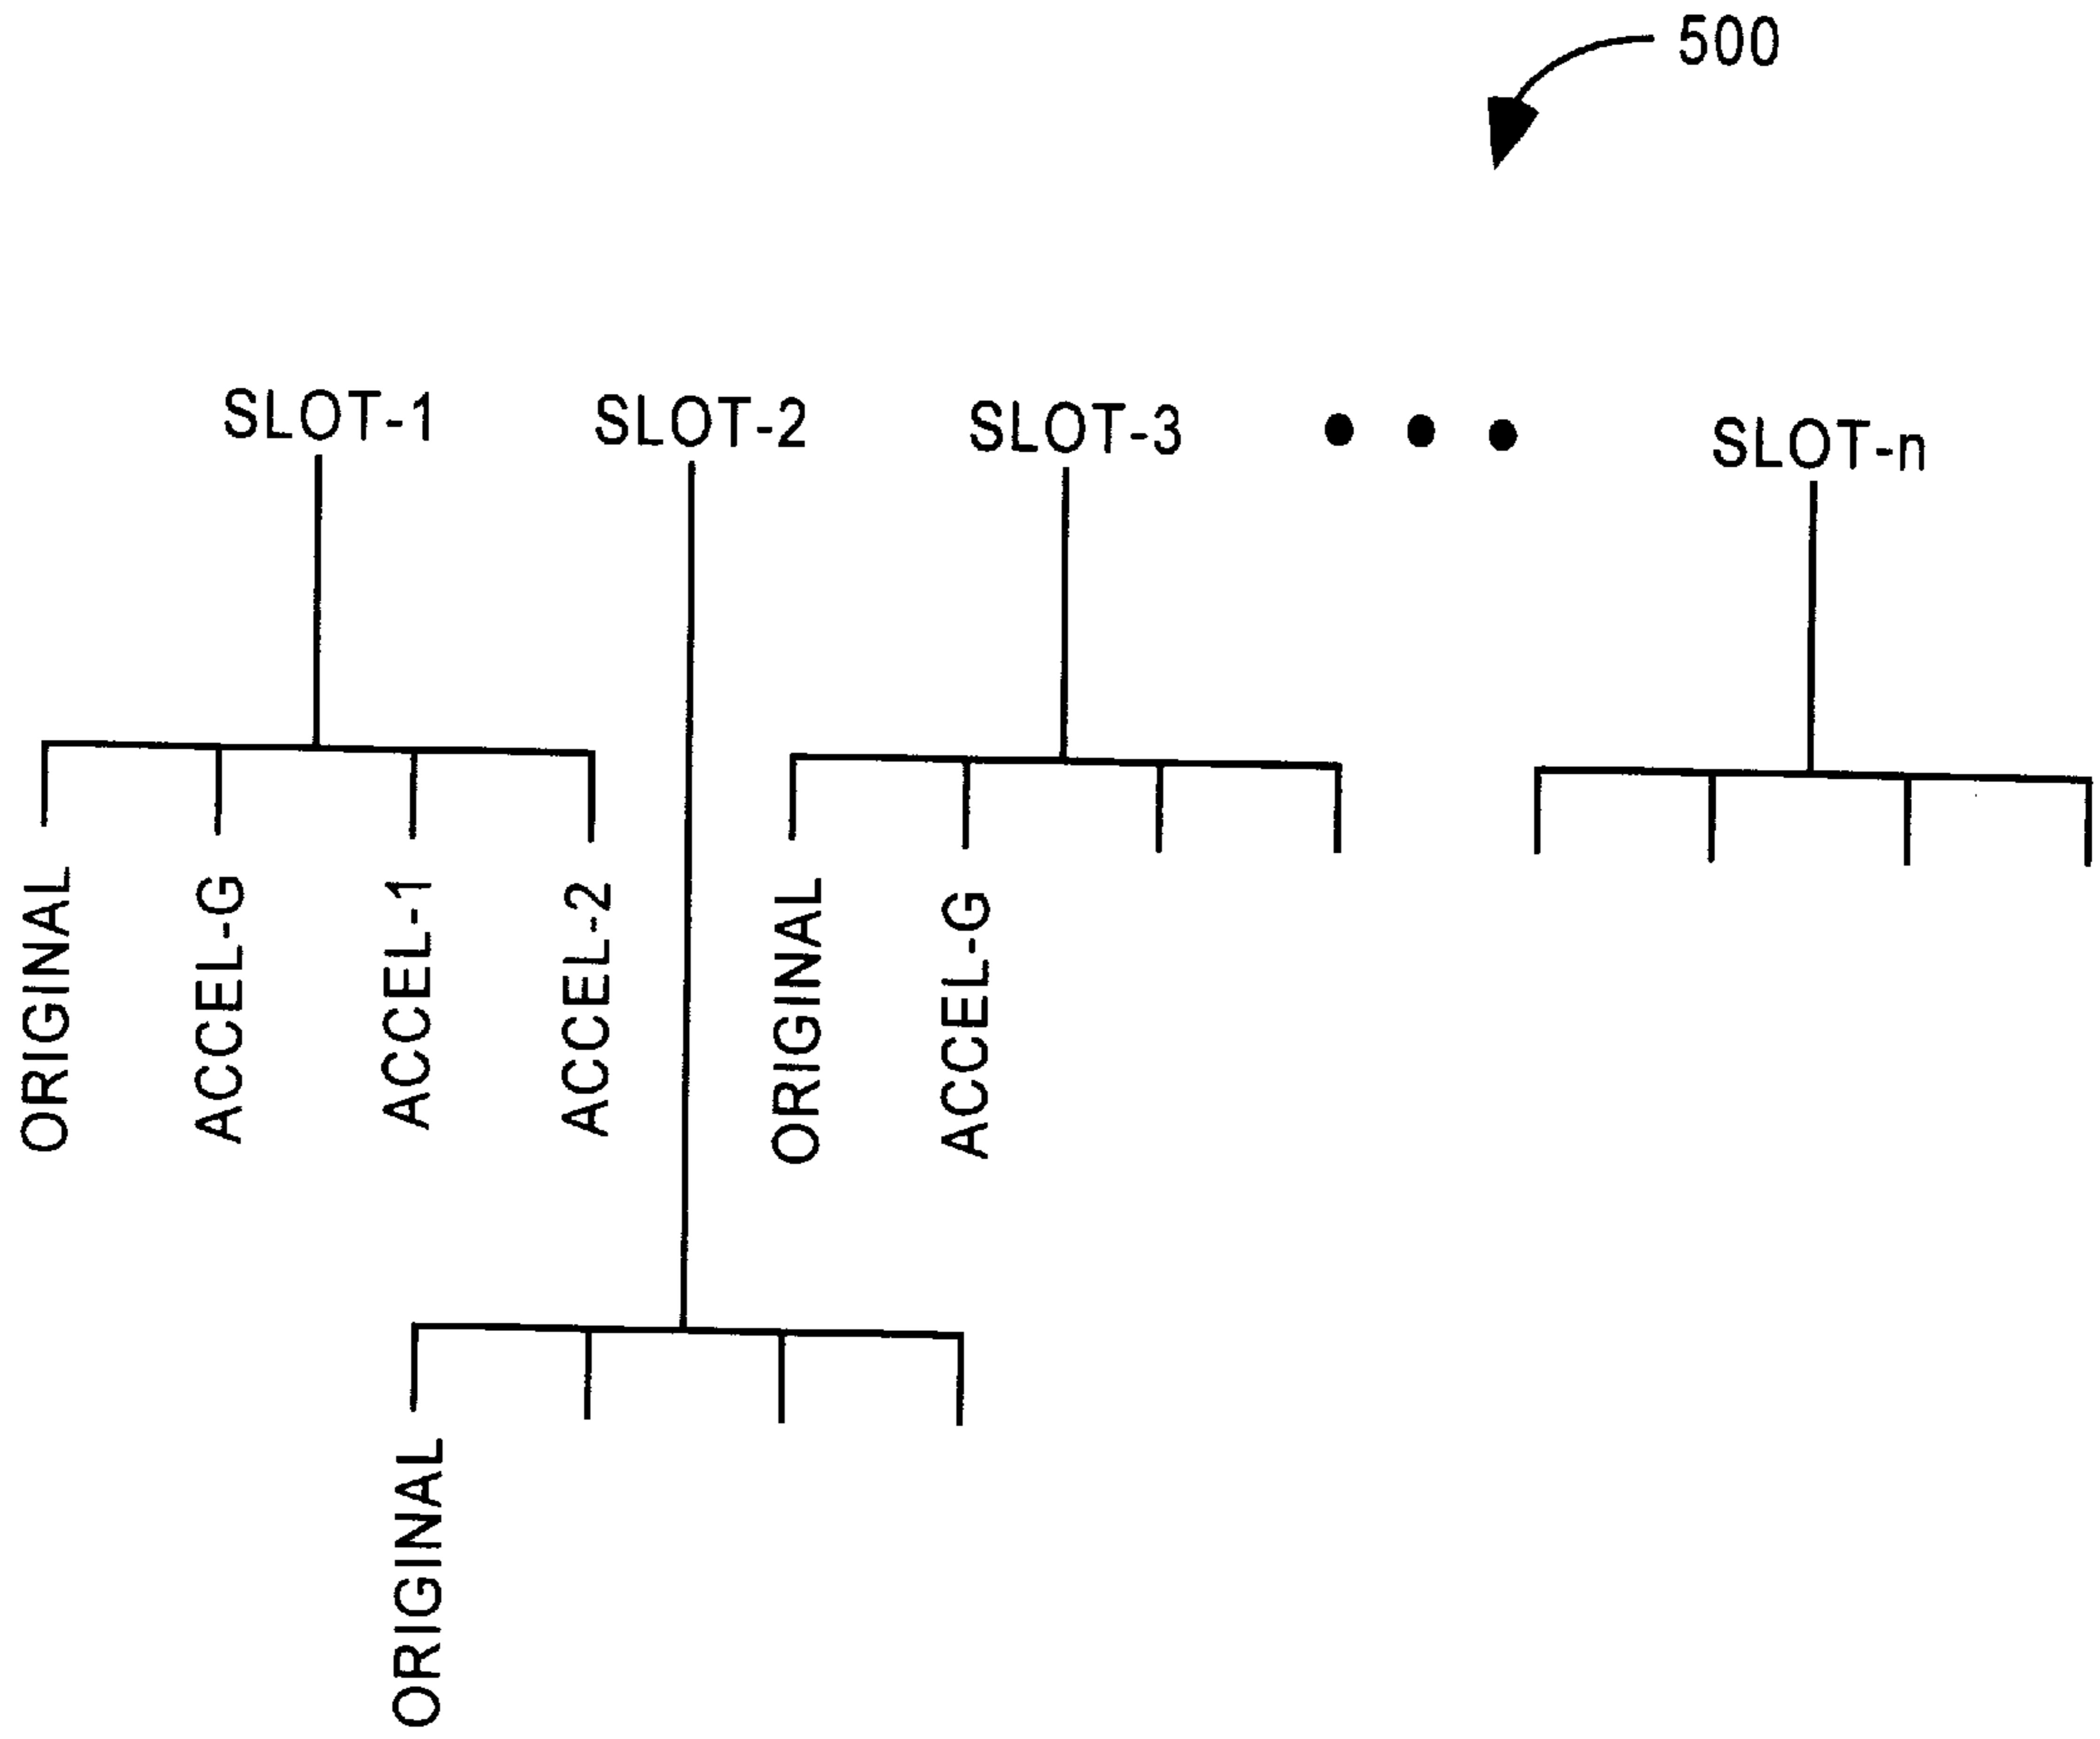 500
SLOT-1
SLOT-2
SLOT-3
SLOT-n
ORIGINAL
ACCEL-G
ACCEL-1
ACCEL-2
ORIGINAL
ACCEL-G
ORIGINAL